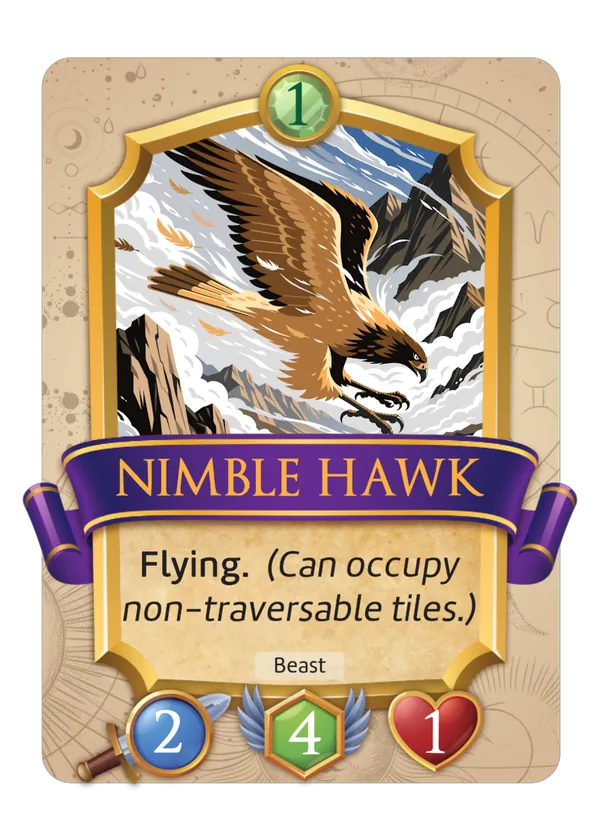 1
NIMBLE HAWK
Flying. (Can occupy
non-traversable tiles.)
Beast
2 4 1